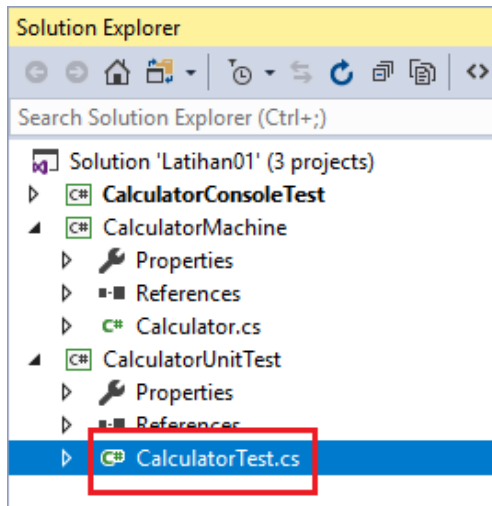 Solution Explorer
Search Solution Explorer (Ctrl+;)
Solution 'Latihan01' (3 projects)
C# CalculatorConsoleTest
C# CalculatorMachine
Properties
References
C# Calculator.cs
C# CalculatorUnitTest
Properties
References
C# CalculatorTest.cs